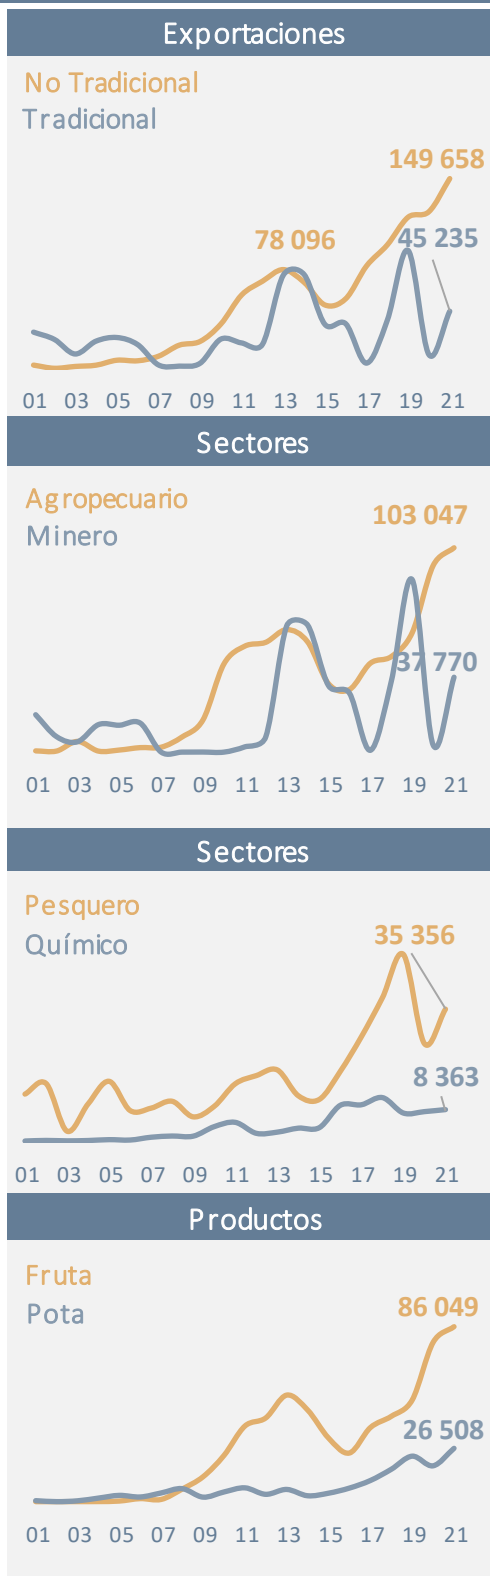 Exportaciones
No Tradicional
Tradicional
149 658
78 096
45 235
01 03 05 07 09 11 13 15 17 19 21
Sectores
Agropecuario
Minero
103 047
37 770
01 03 05 07 09 11 13 15 17 19 21
Sectores
Pesquero
Químico
35 356
8 363
01 03 05 07 09 11 13 15 17 19 21
Productos
Fruta
Pota
86 049
26 508
01 03 05 07 09 11 13 15 17 19 21